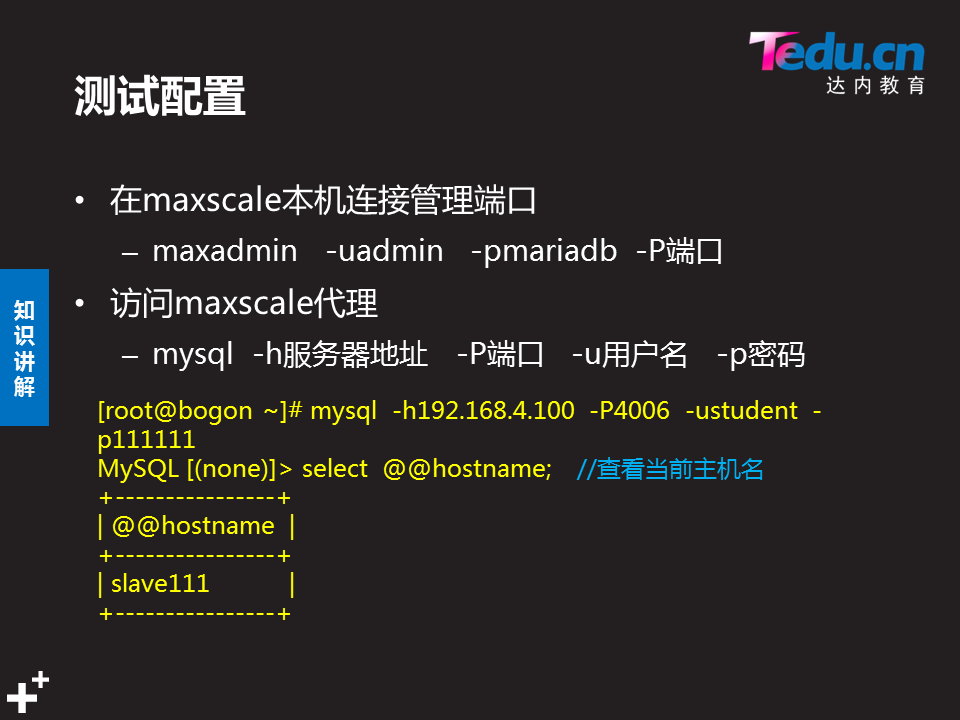 Tedu.cn
达内教育
测试配置
• 在maxscale本机连接管理端口
– maxadmin -uadmin -pmariadb -P端口
• 访问maxscale代理
– mysql -h服务器地址 -P端口 -u用户名 -p密码
知识讲解
[root@bogon ~]# mysql -h192.168.4.100 -P4006 -ustudent -
p111111
MySQL [(none)]> select @@hostname; //查看当前主机名
+----------------+
| @@hostname |
+----------------+
| slave111 |
+----------------+